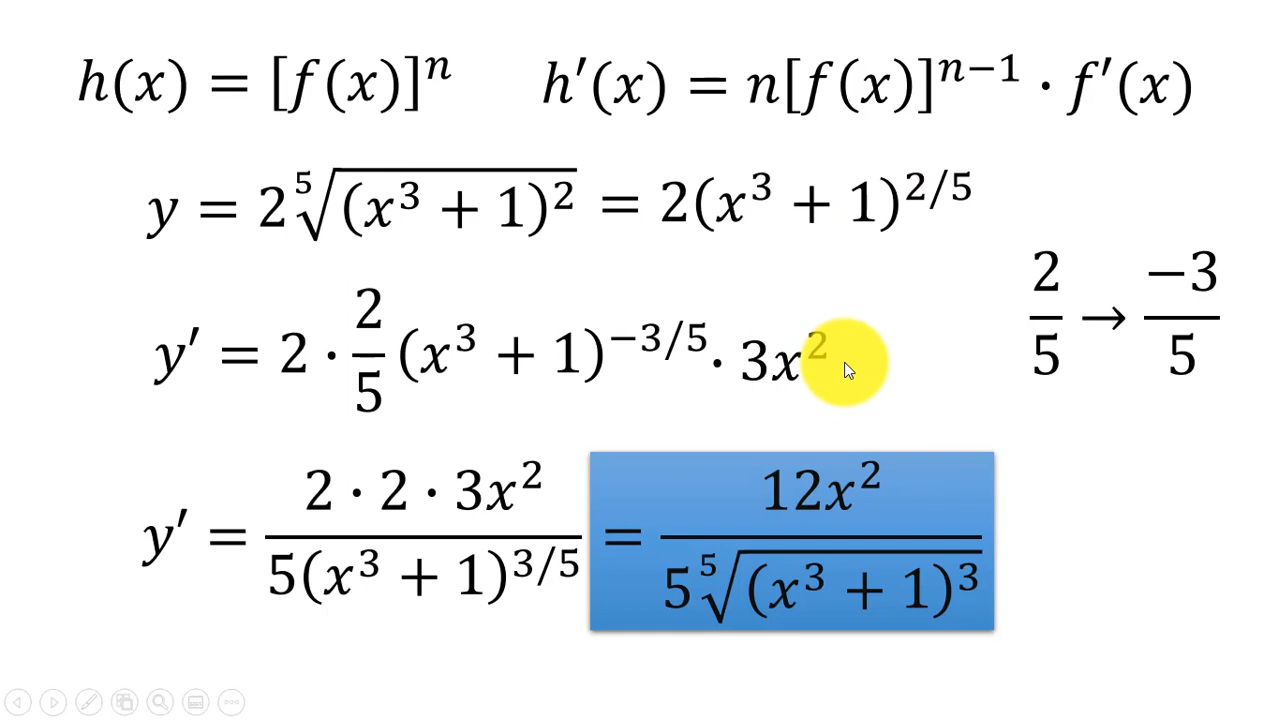 h(x) = [f(x)]ⁿ    h′(x) = n[f(x)]ⁿ⁻¹ · f′(x)
y = 2 ⁵√((x³ + 1)²) = 2(x³ + 1)^(2/5)
2/5 → −3/5
y′ = 2 · 2/5 (x³ + 1)^(−3/5) · 3x²
y′ = (2 · 2 · 3x²)/(5(x³ + 1)^(3/5)) = (12x²)/(5 ⁵√((x³ + 1)³))